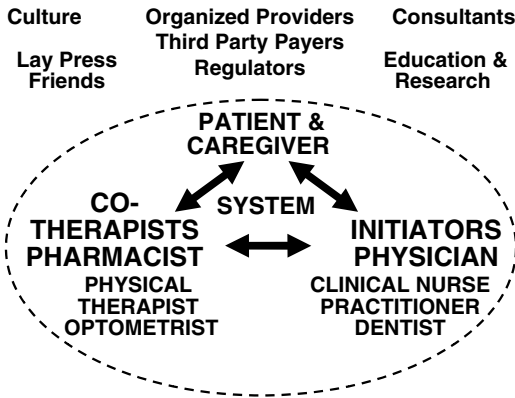 Culture
Organized Providers
Third Party Payers
Regulators
Consultants
Lay Press
Friends
Education &
Research
PATIENT &
CAREGIVER
SYSTEM
CO-
THERAPISTS
PHARMACIST
PHYSICAL
THERAPIST
OPTOMETRIST
INITIATORS
PHYSICIAN
CLINICAL NURSE
PRACTITIONER
DENTIST